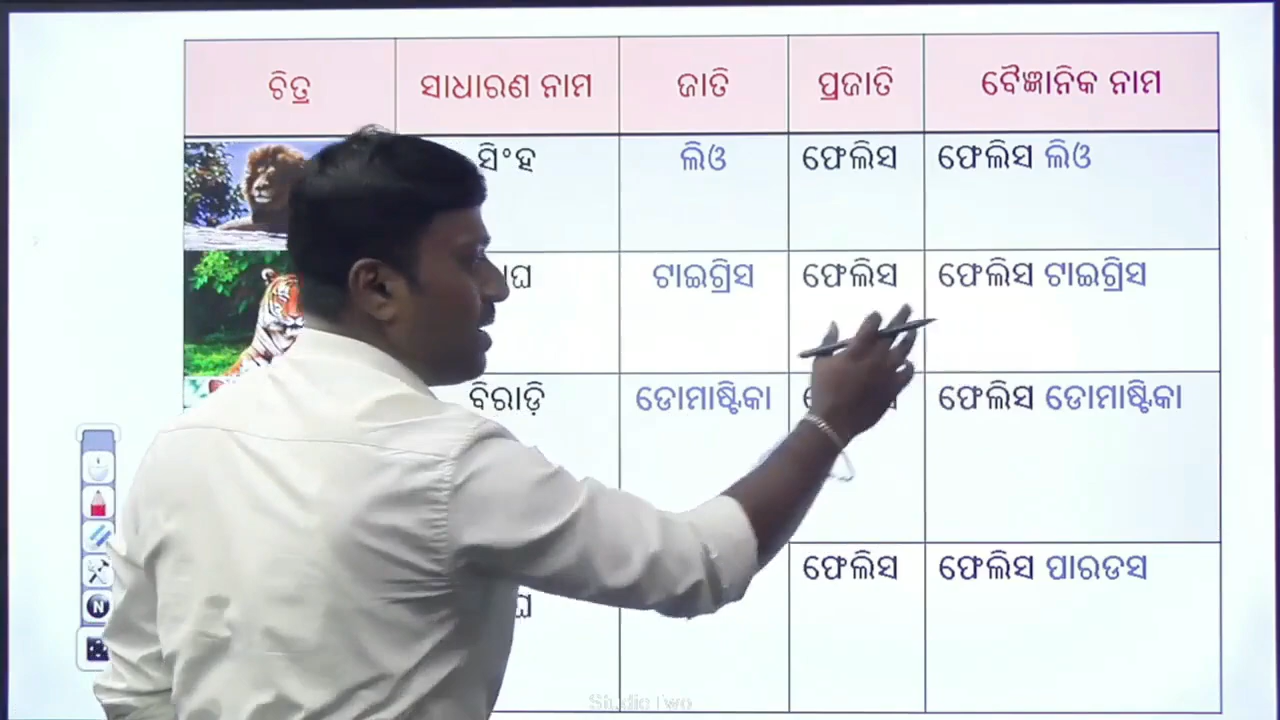 ଚିତ୍ର ସାଧାରଣ ନାମ ଜାତି ପ୍ରଜାତି ବୈଜ୍ଞାନିକ ନାମ
ସିଂହ ଲିଓ ଫେଲିସ ଫେଲିସ ଲିଓ
ଟାଇଗ୍ରିସ ଫେଲିସ ଫେଲିସ ଟାଇଗ୍ରିସ
ବିରାଡ଼ି ଡୋମାଷ୍ଟିକା ଫେଲିସ ଡୋମାଷ୍ଟିକା
ଫେଲିସ ଫେଲିସ ପାରଡସ
N